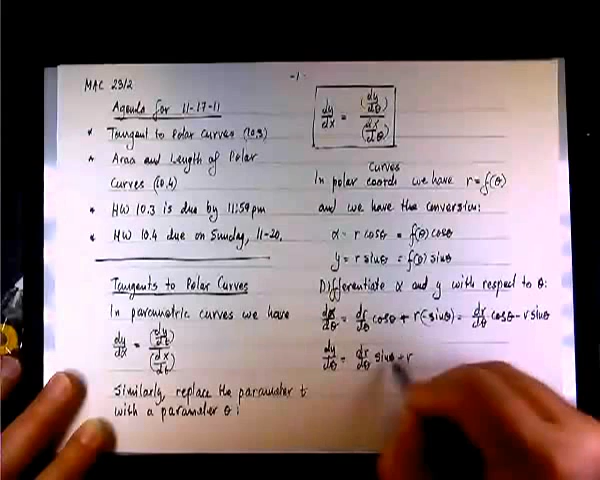 MAC 2312
-1-
Agenda for 11-17-11
* Tangent to Polar Curves (10.3)
* Area and Length of Polar
Curves (10.4)
* HW 10.3 is due by 11:59pm
* HW 10.4 due on Sunday, 11-20.
Tangents to Polar Curves
In parametric curves we have
dy/dx = (dy/dt)/(dx/dt)
Similarly, replace the parameter t
with a parameter θ:
dy/dx = (dy/dθ)/(dx/dθ)
Curves
In polar coord. we have r = f(θ)
and we have the conversion:
x = r cosθ = f(θ) cosθ
y = r sinθ = f(θ) sinθ
Differentiate x and y with respect to θ:
dx/dθ = dr/dθ cosθ + r(-sinθ) = dr/dθ cosθ - r sinθ
dy/dθ = dr/dθ sinθ + r